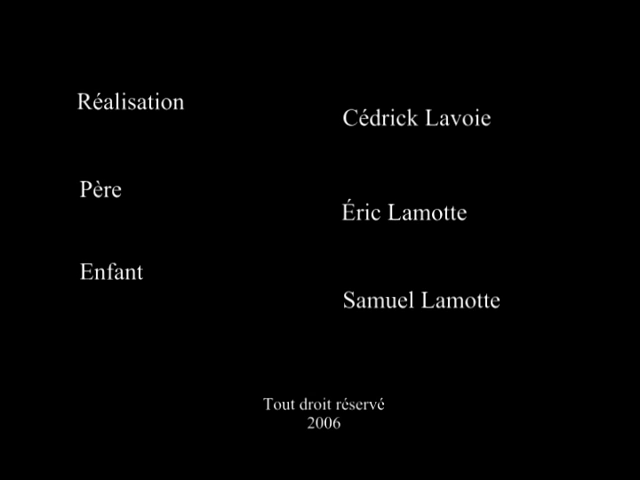 Réalisation
Cédrick Lavoie
Père
Éric Lamotte
Enfant
Samuel Lamotte
Tout droit réservé
2006